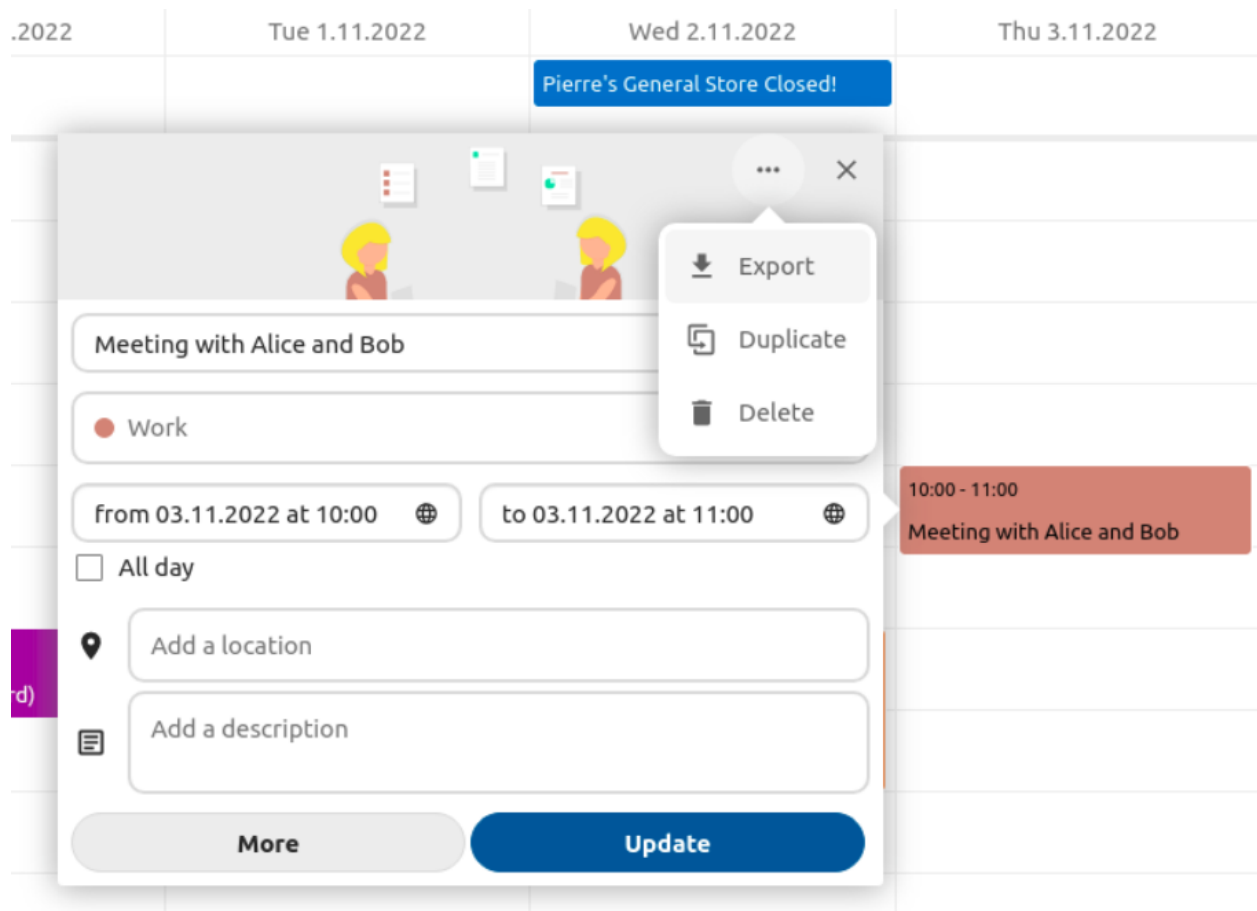 .2022
Tue 1.11.2022
Wed 2.11.2022
Thu 3.11.2022
Pierre's General Store Closed!
Export
Duplicate
Delete
Meeting with Alice and Bob
Work
from 03.11.2022 at 10:00
to 03.11.2022 at 11:00
10:00 - 11:00
Meeting with Alice and Bob
All day
Add a location
rd)
Add a description
More
Update